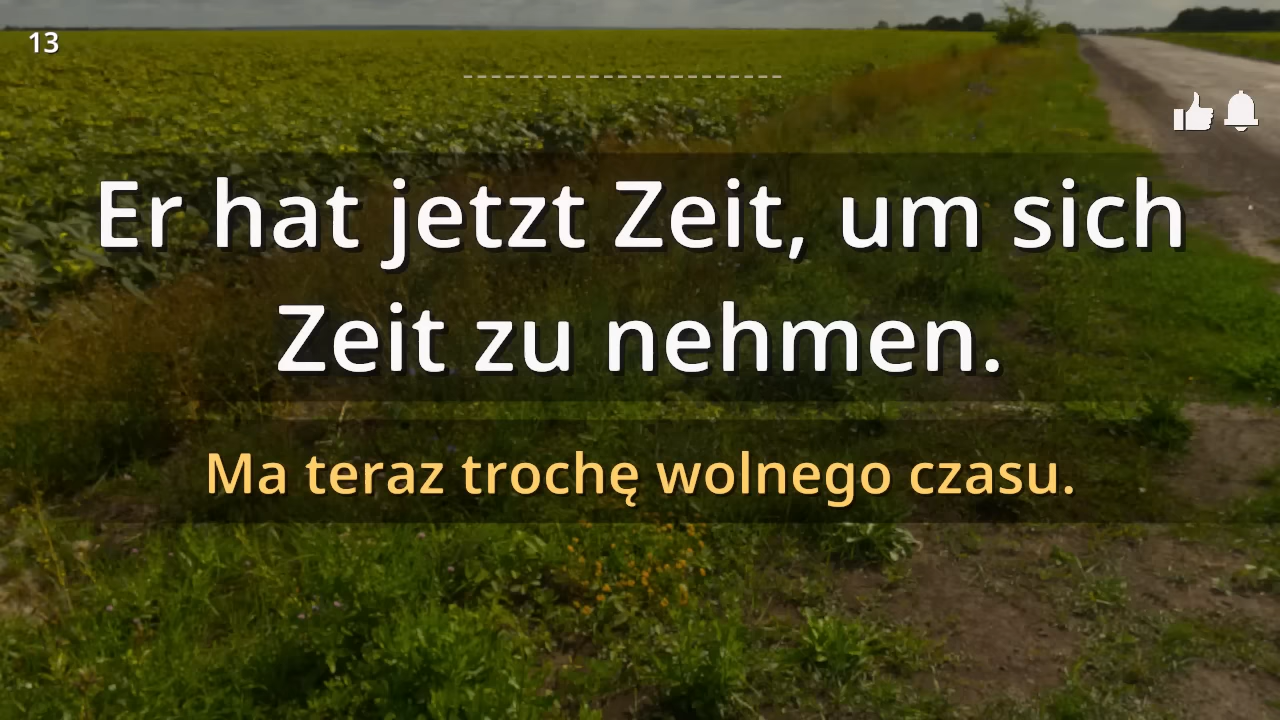 13
Er hat jetzt Zeit, um sich
Zeit zu nehmen.
Ma teraz trochę wolnego czasu.